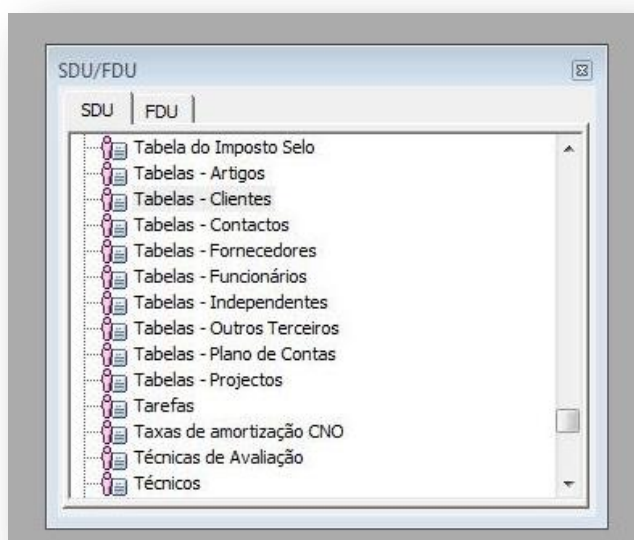 SDU/FDU
SDU FDU
Tabela do Imposto Selo
Tabelas - Artigos
Tabelas - Clientes
Tabelas - Contactos
Tabelas - Fornecedores
Tabelas - Funcionários
Tabelas - Independentes
Tabelas - Outros Terceiros
Tabelas - Plano de Contas
Tabelas - Projectos
Tarefas
Taxas de amortização CNO
Técnicas de Avaliação
Técnicos